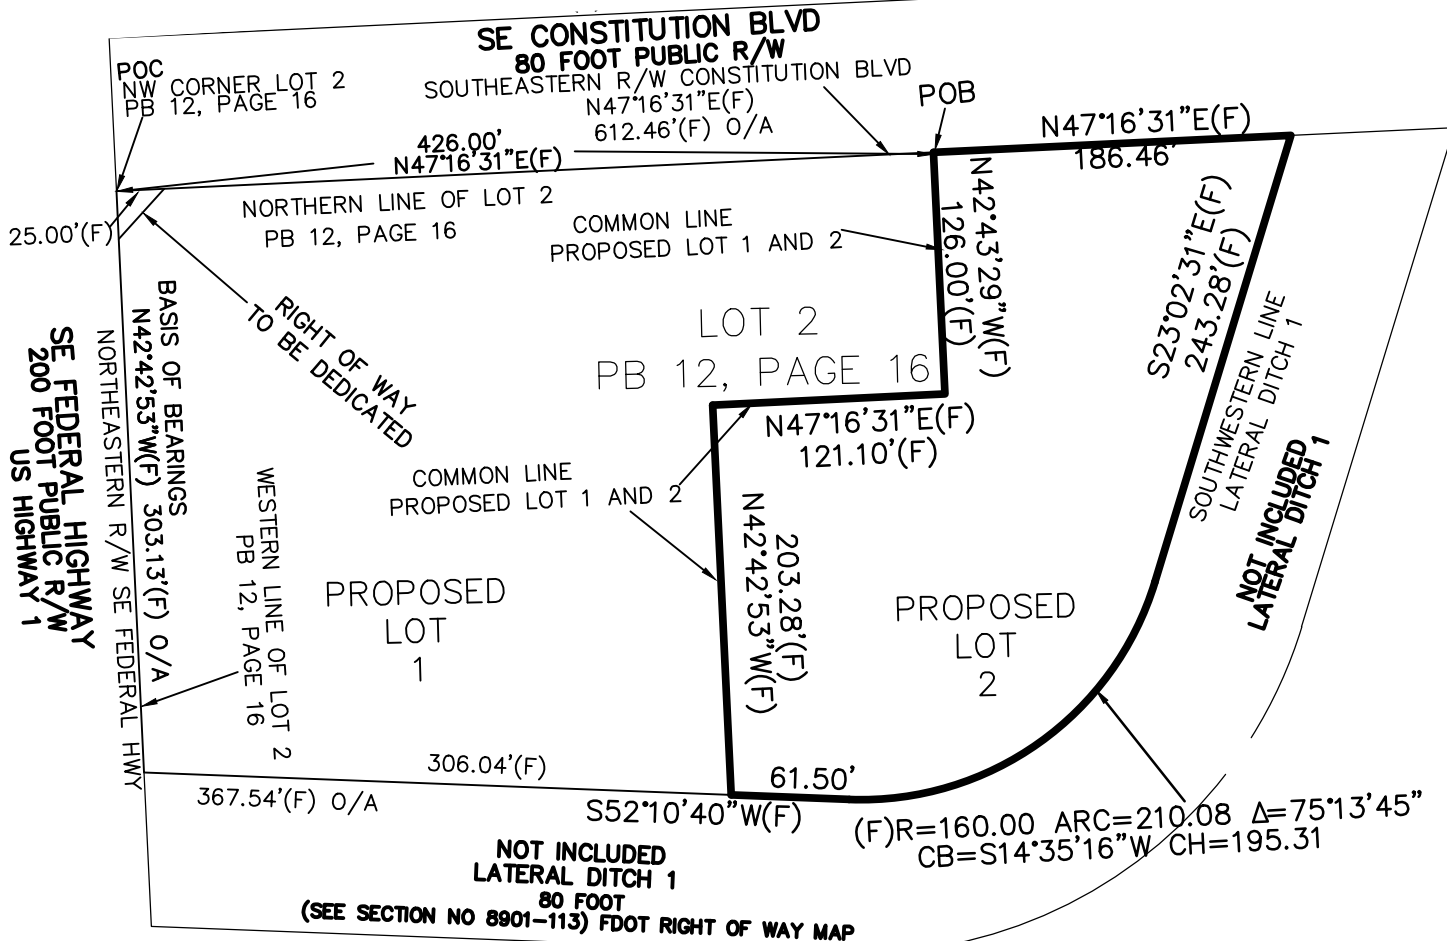 SE CONSTITUTION BLVD
80 FOOT PUBLIC R/W
SOUTHEASTERN R/W CONSTITUTION BLVD
N47°16'31"E(F)
612.46'(F) O/A
POC
NW CORNER LOT 2
PB 12, PAGE 16
426.00'
N47°16'31"E(F)
POB
N47°16'31"E(F)
186.46'
25.00'(F)
NORTHERN LINE OF LOT 2
PB 12, PAGE 16
COMMON LINE
PROPOSED LOT 1 AND 2
N42°43'29"W(F)
126.00'(F)
S23°02'31"E(F)
243.28'(F)
SOUTHWESTERN LINE
LATERAL DITCH 1
NOT INCLUDED
LATERAL DITCH 1
RIGHT OF WAY
TO BE DEDICATED
LOT 2
PB 12, PAGE 16
N47°16'31"E(F)
121.10'(F)
COMMON LINE
PROPOSED LOT 1 AND 2
BASIS OF BEARINGS
N42°42'53"W(F) 303.13'(F) O/A
NORTHEASTERN R/W SE FEDERAL HWY
SE FEDERAL HIGHWAY
200 FOOT PUBLIC R/W
US HIGHWAY 1
WESTERN LINE OF LOT 2
PB 12, PAGE 16
PROPOSED
LOT
1
203.28'(F)
N42°42'53"W(F)
PROPOSED
LOT
2
306.04'(F)
367.54'(F) O/A
61.50'
S52°10'40"W(F)
(F)R=160.00 ARC=210.08 Δ=75°13'45"
CB=S14°35'16"W CH=195.31
NOT INCLUDED
LATERAL DITCH 1
80 FOOT
(SEE SECTION NO 8901-113) FDOT RIGHT OF WAY MAP